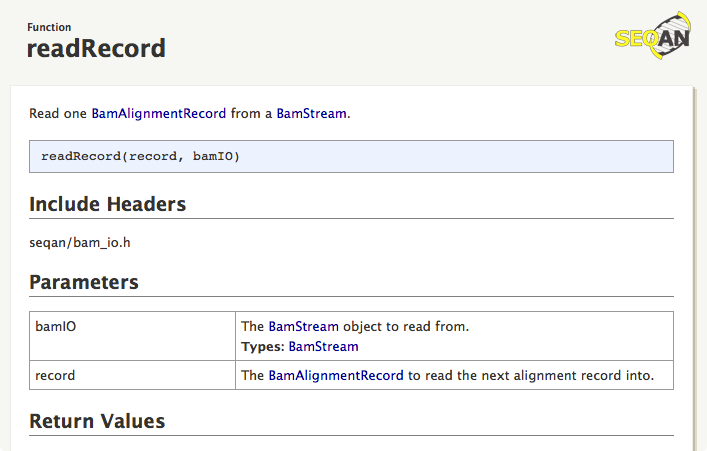 Function
readRecord
SEQAN
Read one BamAlignmentRecord from a BamStream.
readRecord(record, bamIO)
Include Headers
seqan/bam_io.h
Parameters
bamIO
The BamStream object to read from.
Types: BamStream
record
The BamAlignmentRecord to read the next alignment record into.
Return Values